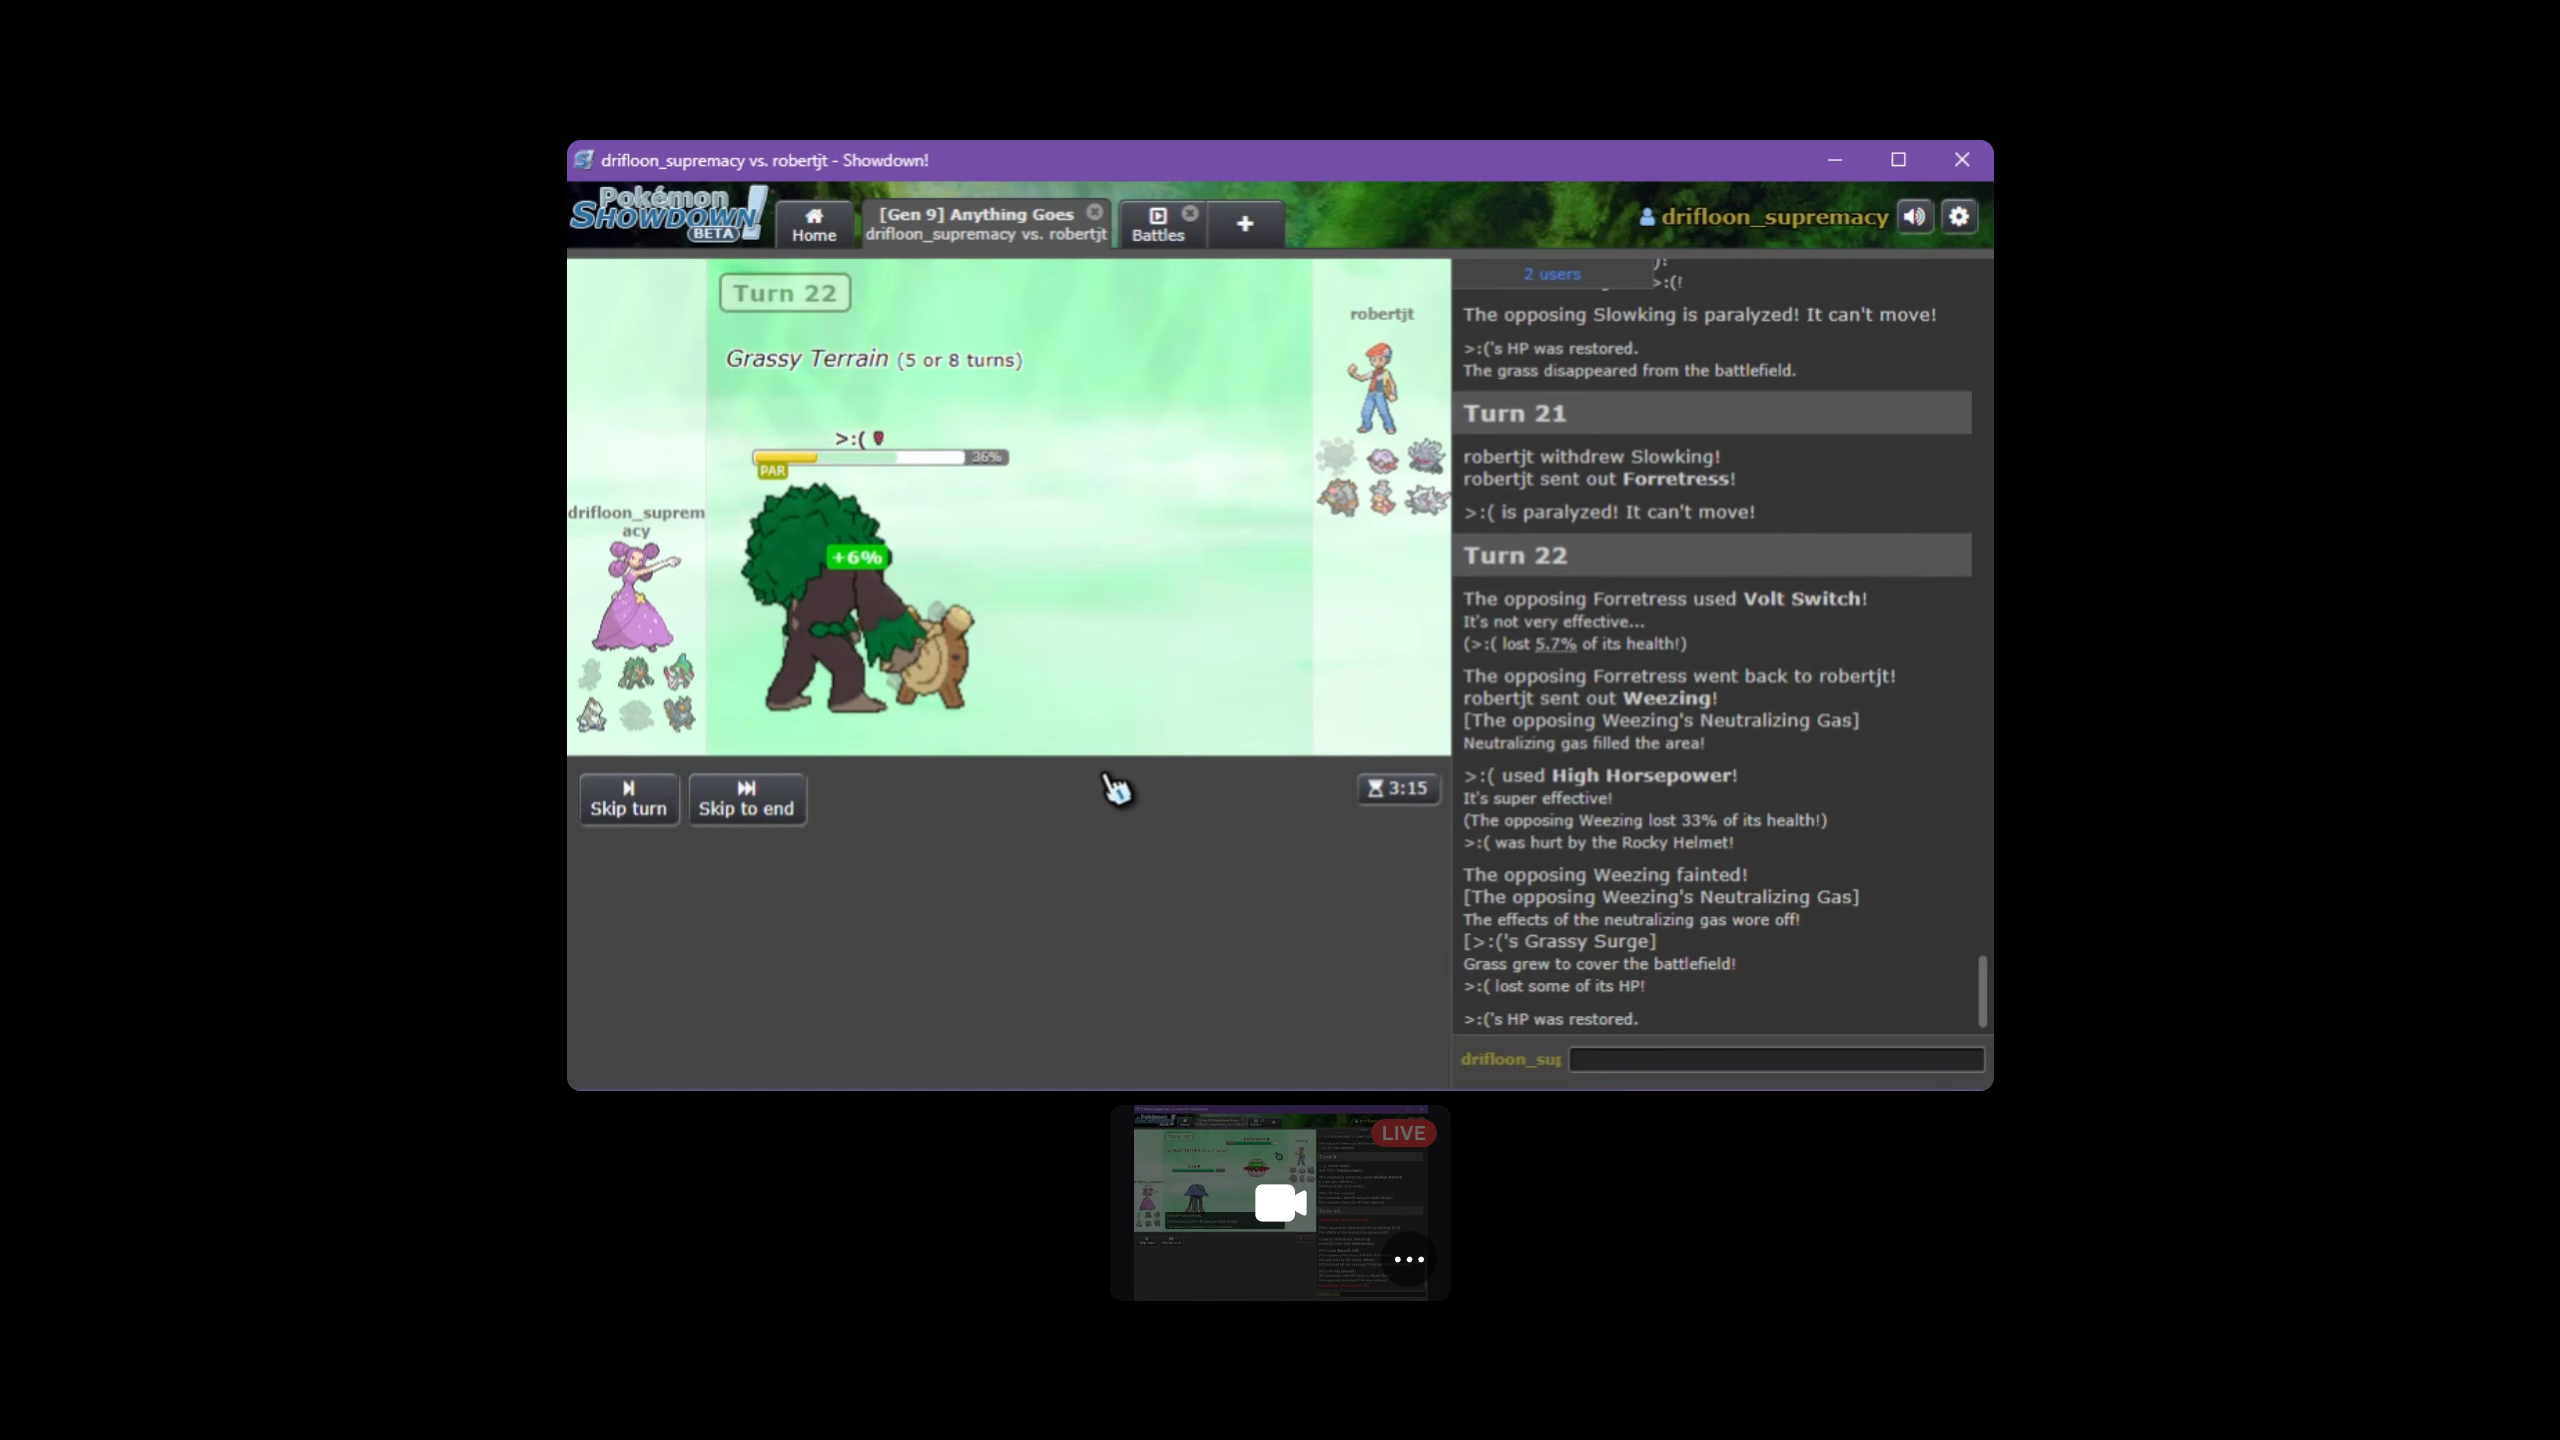 drifloon_supremacy vs. robertjt - Showdown!
Pokémon
SHOWDOWN!
BETA
Home
[Gen 9] Anything Goes
drifloon_supremacy vs. robertjt
Battles
+
drifloon_supremacy
Turn 22
Grassy Terrain (5 or 8 turns)
>:(
36%
PAR
+6%
drifloon_suprem
acy
robertjt
Skip turn
Skip to end
3:15
2 users
>:(!
The opposing Slowking is paralyzed! It can't move!
>:('s HP was restored.
The grass disappeared from the battlefield.
Turn 21
robertjt withdrew Slowking!
robertjt sent out Forretress!
>:( is paralyzed! It can't move!
Turn 22
The opposing Forretress used Volt Switch!
It's not very effective...
(>:( lost 5.7% of its health!)
The opposing Forretress went back to robertjt!
robertjt sent out Weezing!
[The opposing Weezing's Neutralizing Gas]
Neutralizing gas filled the area!
>:( used High Horsepower!
It's super effective!
(The opposing Weezing lost 33% of its health!)
>:( was hurt by the Rocky Helmet!
The opposing Weezing fainted!
[The opposing Weezing's Neutralizing Gas]
The effects of the neutralizing gas wore off!
[>:('s Grassy Surge]
Grass grew to cover the battlefield!
>:( lost some of its HP!
>:('s HP was restored.
drifloon_sup
LIVE